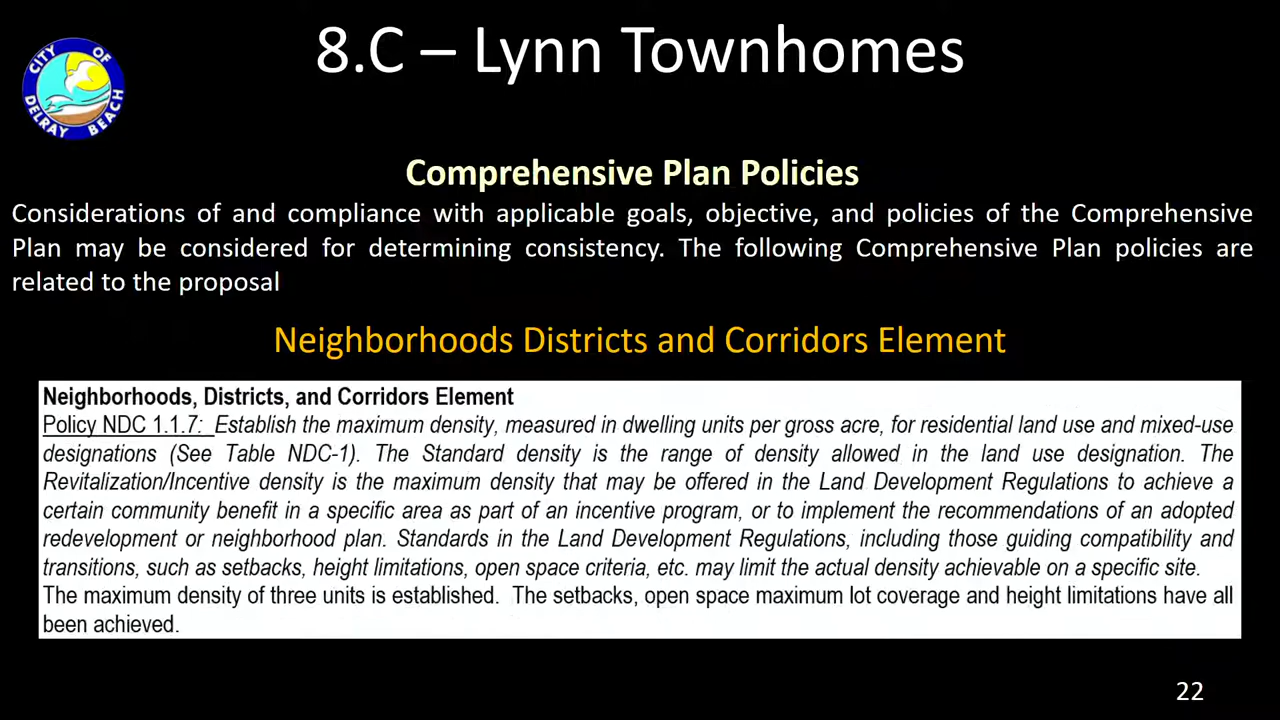 8.C – Lynn Townhomes
CITY OF
DELRAY BEACH
Comprehensive Plan Policies
Considerations of and compliance with applicable goals, objective, and policies of the Comprehensive
Plan may be considered for determining consistency. The following Comprehensive Plan policies are
related to the proposal
Neighborhoods Districts and Corridors Element
Neighborhoods, Districts, and Corridors Element
Policy NDC 1.1.7: Establish the maximum density, measured in dwelling units per gross acre, for residential land use and mixed-use
designations (See Table NDC-1). The Standard density is the range of density allowed in the land use designation. The
Revitalization/Incentive density is the maximum density that may be offered in the Land Development Regulations to achieve a
certain community benefit in a specific area as part of an incentive program, or to implement the recommendations of an adopted
redevelopment or neighborhood plan. Standards in the Land Development Regulations, including those guiding compatibility and
transitions, such as setbacks, height limitations, open space criteria, etc. may limit the actual density achievable on a specific site.
The maximum density of three units is established. The setbacks, open space maximum lot coverage and height limitations have all
been achieved.
22